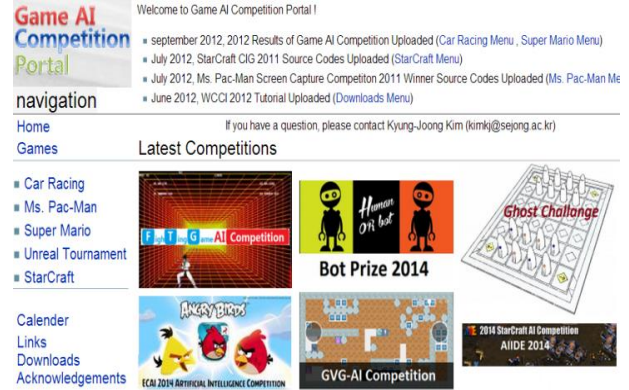 Game AI
Competition
Portal
Welcome to Game AI Competition Portal !
september 2012, 2012 Results of Game AI Competition Uploaded (Car Racing Menu , Super Mario Menu)
July 2012, StarCraft CIG 2011 Source Codes Uploaded (StarCraft Menu)
July 2012, Ms. Pac-Man Screen Capture Competiton 2011 Winner Source Codes Uploaded (Ms. Pac-Man Me
June 2012, WCCI 2012 Tutorial Uploaded (Downloads Menu)
If you have a question, please contact Kyung-Joong Kim (kimkj@sejong.ac.kr)
navigation
Home
Games
Car Racing
Ms. Pac-Man
Super Mario
Unreal Tournament
StarCraft
Calender
Links
Downloads
Acknowledgements
Latest Competitions
FighTing Game AI Competition
Human
OR bot
Bot Prize 2014
Ghost Challange
ANGRY BIRDS
ECAI 2014 ARTIFICIAL INTELLIGENCE COMPETITION
GVG-AI Competition
2014 StarCraft AI Competition
AIIDE 2014